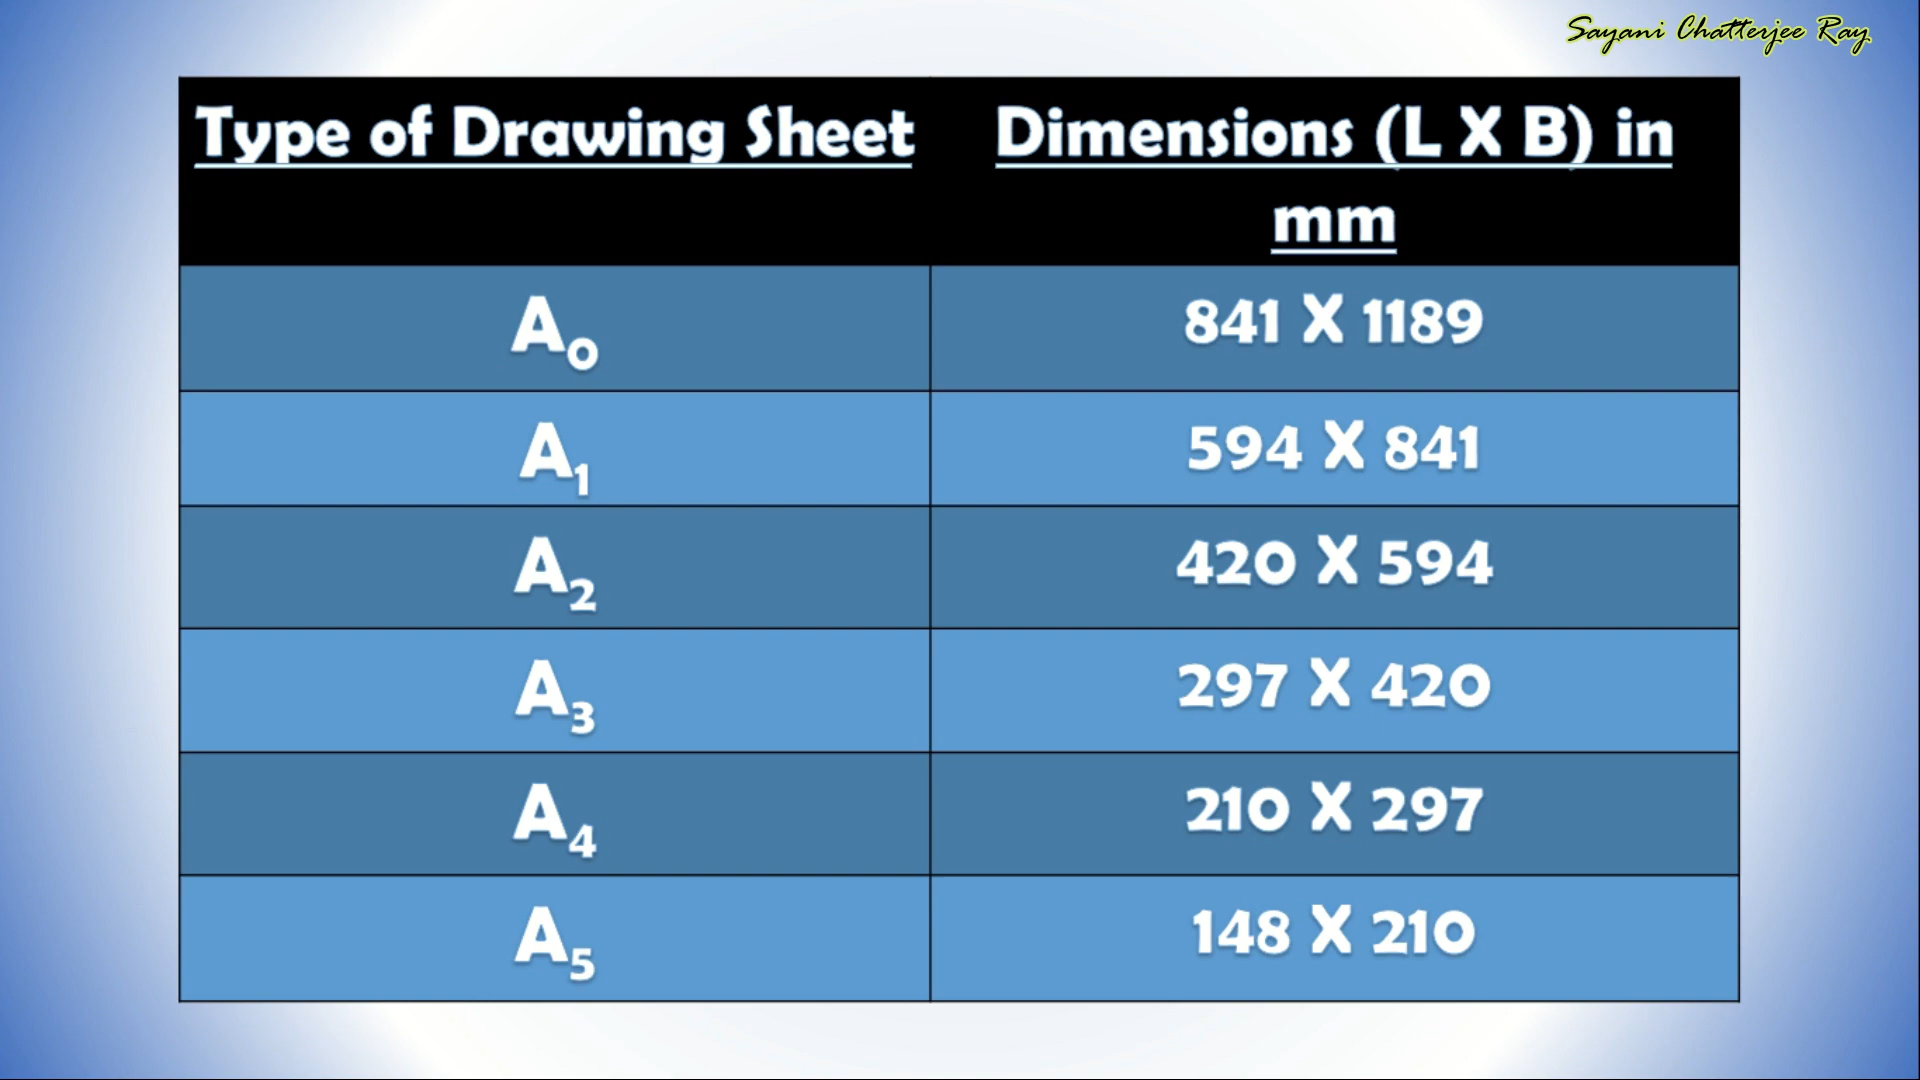 Sayani Chatterjee Ray
Type of Drawing Sheet
Dimensions (L X B) in
mm
A₀
841 X 1189
A₁
594 X 841
A₂
420 X 594
A₃
297 X 420
A₄
210 X 297
A₅
148 X 210